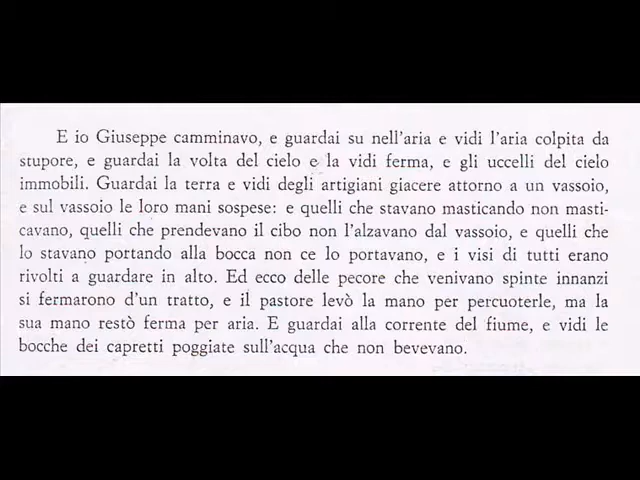 E io Giuseppe camminavo, e guardai su nell'aria e vidi l'aria colpita da
stupore, e guardai la volta del cielo e la vidi ferma, e gli uccelli del cielo
immobili. Guardai la terra e vidi degli artigiani giacere attorno a un vassoio,
e sul vassoio le loro mani sospese: e quelli che stavano masticando non masti-
cavano, quelli che prendevano il cibo non l'alzavano dal vassoio, e quelli che
lo stavano portando alla bocca non ce lo portavano, e i visi di tutti erano
rivolti a guardare in alto. Ed ecco delle pecore che venivano spinte innanzi
si fermarono d'un tratto, e il pastore levò la mano per percuoterle, ma la
sua mano restò ferma per aria. E guardai alla corrente del fiume, e vidi le
bocche dei capretti poggiate sull'acqua che non bevevano.